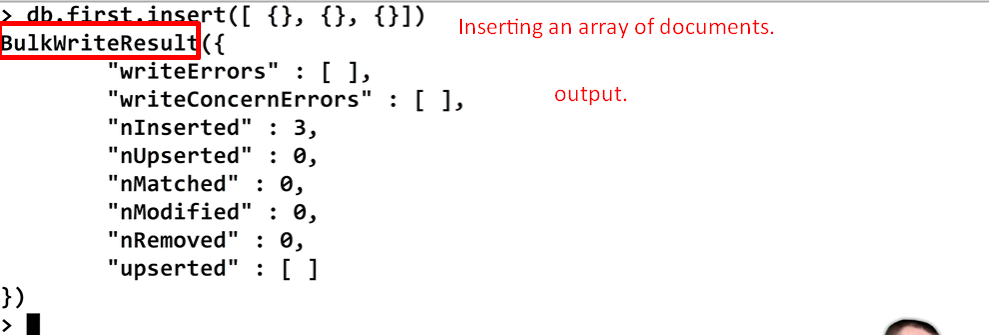 > db.first.insert([ {}, {}, {}])
Inserting an array of documents.
BulkWriteResult({
"writeErrors" : [ ],
"writeConcernErrors" : [ ],
output.
"nInserted" : 3,
"nUpserted" : 0,
"nMatched" : 0,
"nModified" : 0,
"nRemoved" : 0,
"upserted" : [ ]
})
>